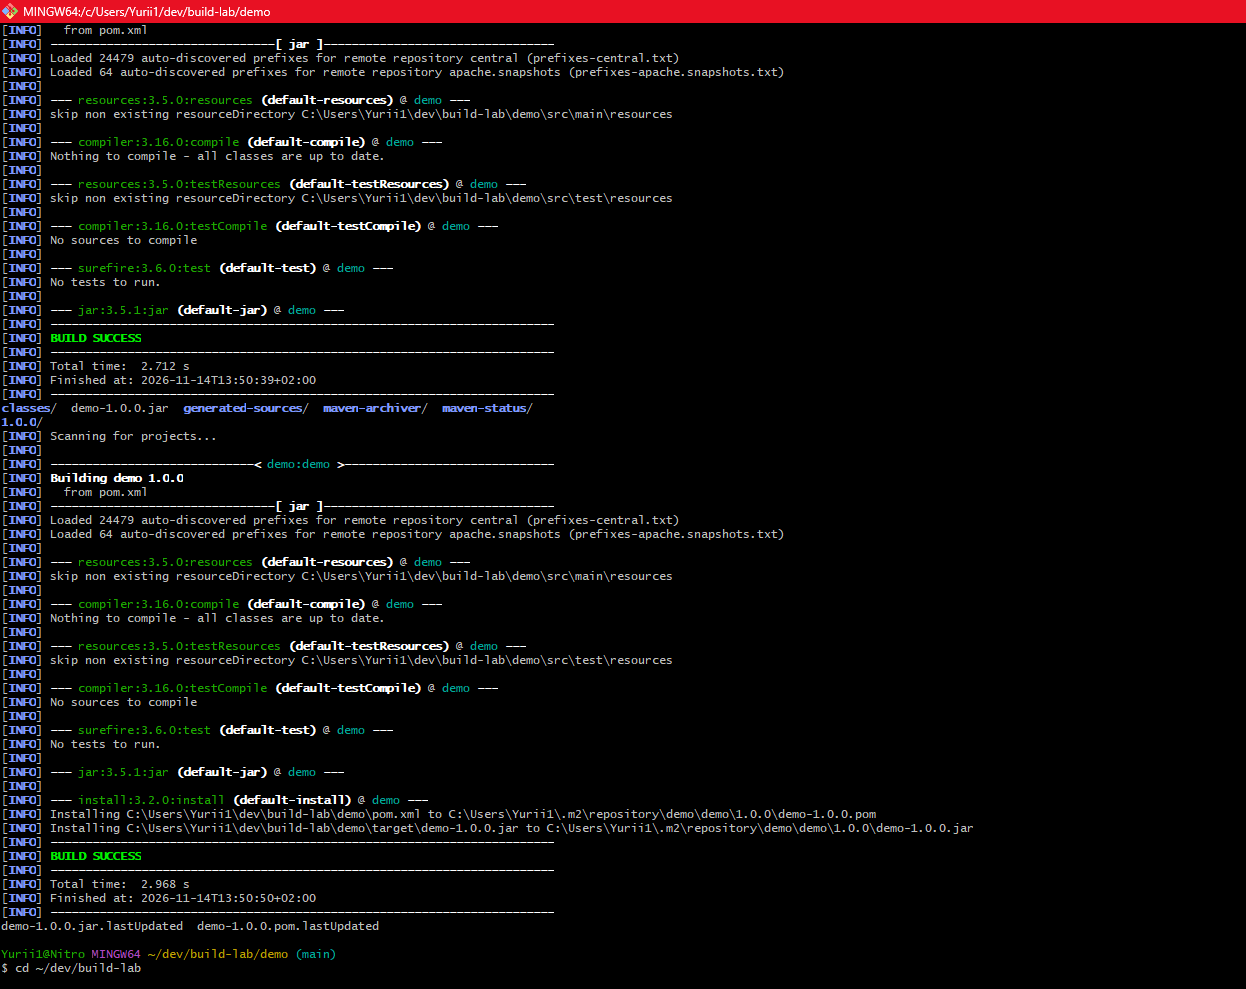 MINGW64:/c/Users/Yurii1/dev/build-lab/demo
[INFO]   from pom.xml
[INFO] --------------------------------[ jar ]---------------------------------
[INFO] Loaded 24479 auto-discovered prefixes for remote repository central (prefixes-central.txt)
[INFO] Loaded 64 auto-discovered prefixes for remote repository apache.snapshots (prefixes-apache.snapshots.txt)
[INFO]
[INFO] --- resources:3.5.0:resources (default-resources) @ demo ---
[INFO] skip non existing resourceDirectory C:\Users\Yurii1\dev\build-lab\demo\src\main\resources
[INFO]
[INFO] --- compiler:3.16.0:compile (default-compile) @ demo ---
[INFO] Nothing to compile - all classes are up to date.
[INFO]
[INFO] --- resources:3.5.0:testResources (default-testResources) @ demo ---
[INFO] skip non existing resourceDirectory C:\Users\Yurii1\dev\build-lab\demo\src\test\resources
[INFO]
[INFO] --- compiler:3.16.0:testCompile (default-testCompile) @ demo ---
[INFO] No sources to compile
[INFO]
[INFO] --- surefire:3.6.0:test (default-test) @ demo ---
[INFO] No tests to run.
[INFO]
[INFO] --- jar:3.5.1:jar (default-jar) @ demo ---
[INFO] ------------------------------------------------------------------------
[INFO] BUILD SUCCESS
[INFO] ------------------------------------------------------------------------
[INFO] Total time:  2.712 s
[INFO] Finished at: 2026-11-14T13:50:39+02:00
[INFO] ------------------------------------------------------------------------
classes/  demo-1.0.0.jar  generated-sources/  maven-archiver/  maven-status/
1.0.0/
[INFO] Scanning for projects...
[INFO]
[INFO] -----------------------------< demo:demo >------------------------------
[INFO] Building demo 1.0.0
[INFO]   from pom.xml
[INFO] --------------------------------[ jar ]---------------------------------
[INFO] Loaded 24479 auto-discovered prefixes for remote repository central (prefixes-central.txt)
[INFO] Loaded 64 auto-discovered prefixes for remote repository apache.snapshots (prefixes-apache.snapshots.txt)
[INFO]
[INFO] --- resources:3.5.0:resources (default-resources) @ demo ---
[INFO] skip non existing resourceDirectory C:\Users\Yurii1\dev\build-lab\demo\src\main\resources
[INFO]
[INFO] --- compiler:3.16.0:compile (default-compile) @ demo ---
[INFO] Nothing to compile - all classes are up to date.
[INFO]
[INFO] --- resources:3.5.0:testResources (default-testResources) @ demo ---
[INFO] skip non existing resourceDirectory C:\Users\Yurii1\dev\build-lab\demo\src\test\resources
[INFO]
[INFO] --- compiler:3.16.0:testCompile (default-testCompile) @ demo ---
[INFO] No sources to compile
[INFO]
[INFO] --- surefire:3.6.0:test (default-test) @ demo ---
[INFO] No tests to run.
[INFO]
[INFO] --- jar:3.5.1:jar (default-jar) @ demo ---
[INFO]
[INFO] --- install:3.2.0:install (default-install) @ demo ---
[INFO] Installing C:\Users\Yurii1\dev\build-lab\demo\pom.xml to C:\Users\Yurii1\.m2\repository\demo\demo\1.0.0\demo-1.0.0.pom
[INFO] Installing C:\Users\Yurii1\dev\build-lab\demo\target\demo-1.0.0.jar to C:\Users\Yurii1\.m2\repository\demo\demo\1.0.0\demo-1.0.0.jar
[INFO] ------------------------------------------------------------------------
[INFO] BUILD SUCCESS
[INFO] ------------------------------------------------------------------------
[INFO] Total time:  2.968 s
[INFO] Finished at: 2026-11-14T13:50:50+02:00
[INFO] ------------------------------------------------------------------------
demo-1.0.0.jar.lastUpdated  demo-1.0.0.pom.lastUpdated
Yurii1@Nitro MINGW64 ~/dev/build-lab/demo (main)
$ cd ~/dev/build-lab